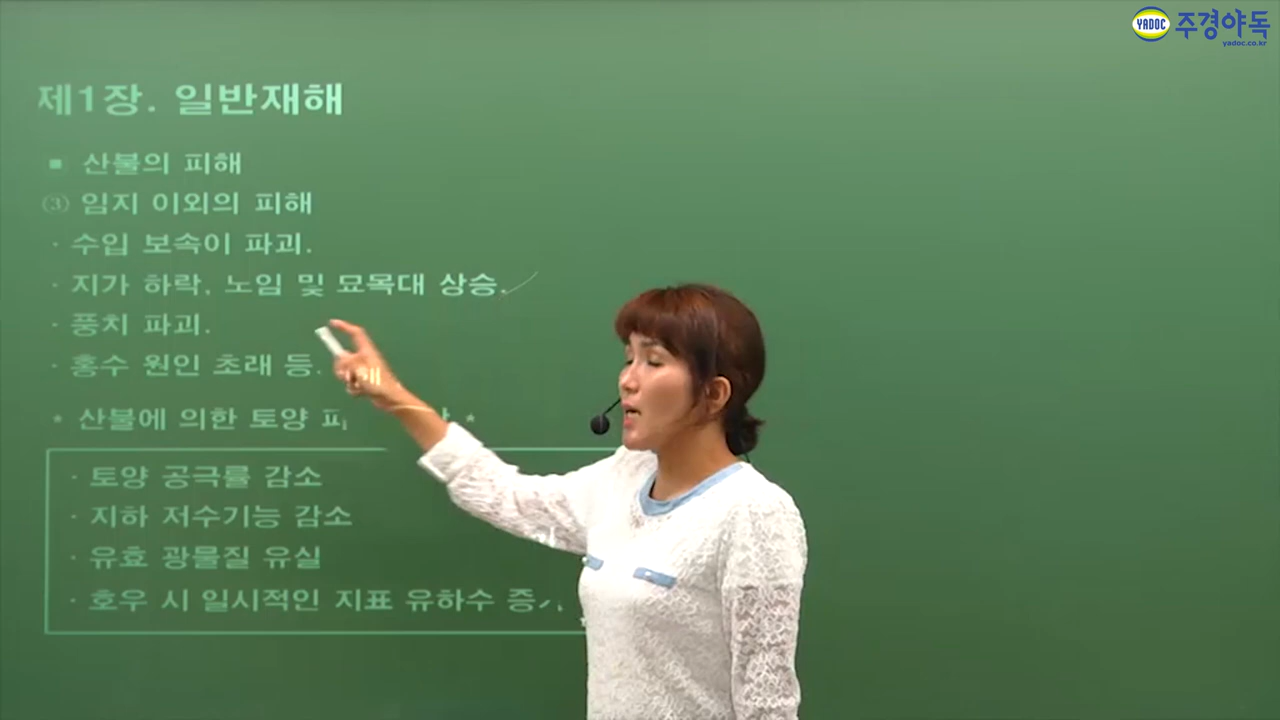 YADOC 주경야독
yadoc.co.kr
제1장. 일반재해
■ 산불의 피해
③ 임지 이외의 피해
· 수입 보속이 파괴.
· 지가 하락, 노임 및 묘목대 상승.
· 풍치 파괴.
· 홍수 원인 초래 등.
* 산불에 의한 토양 *
· 토양 공극률 감소
· 지하 저수기능 감소
· 유효 광물질 유실
· 호우 시 일시적인 지표 유하수 증가